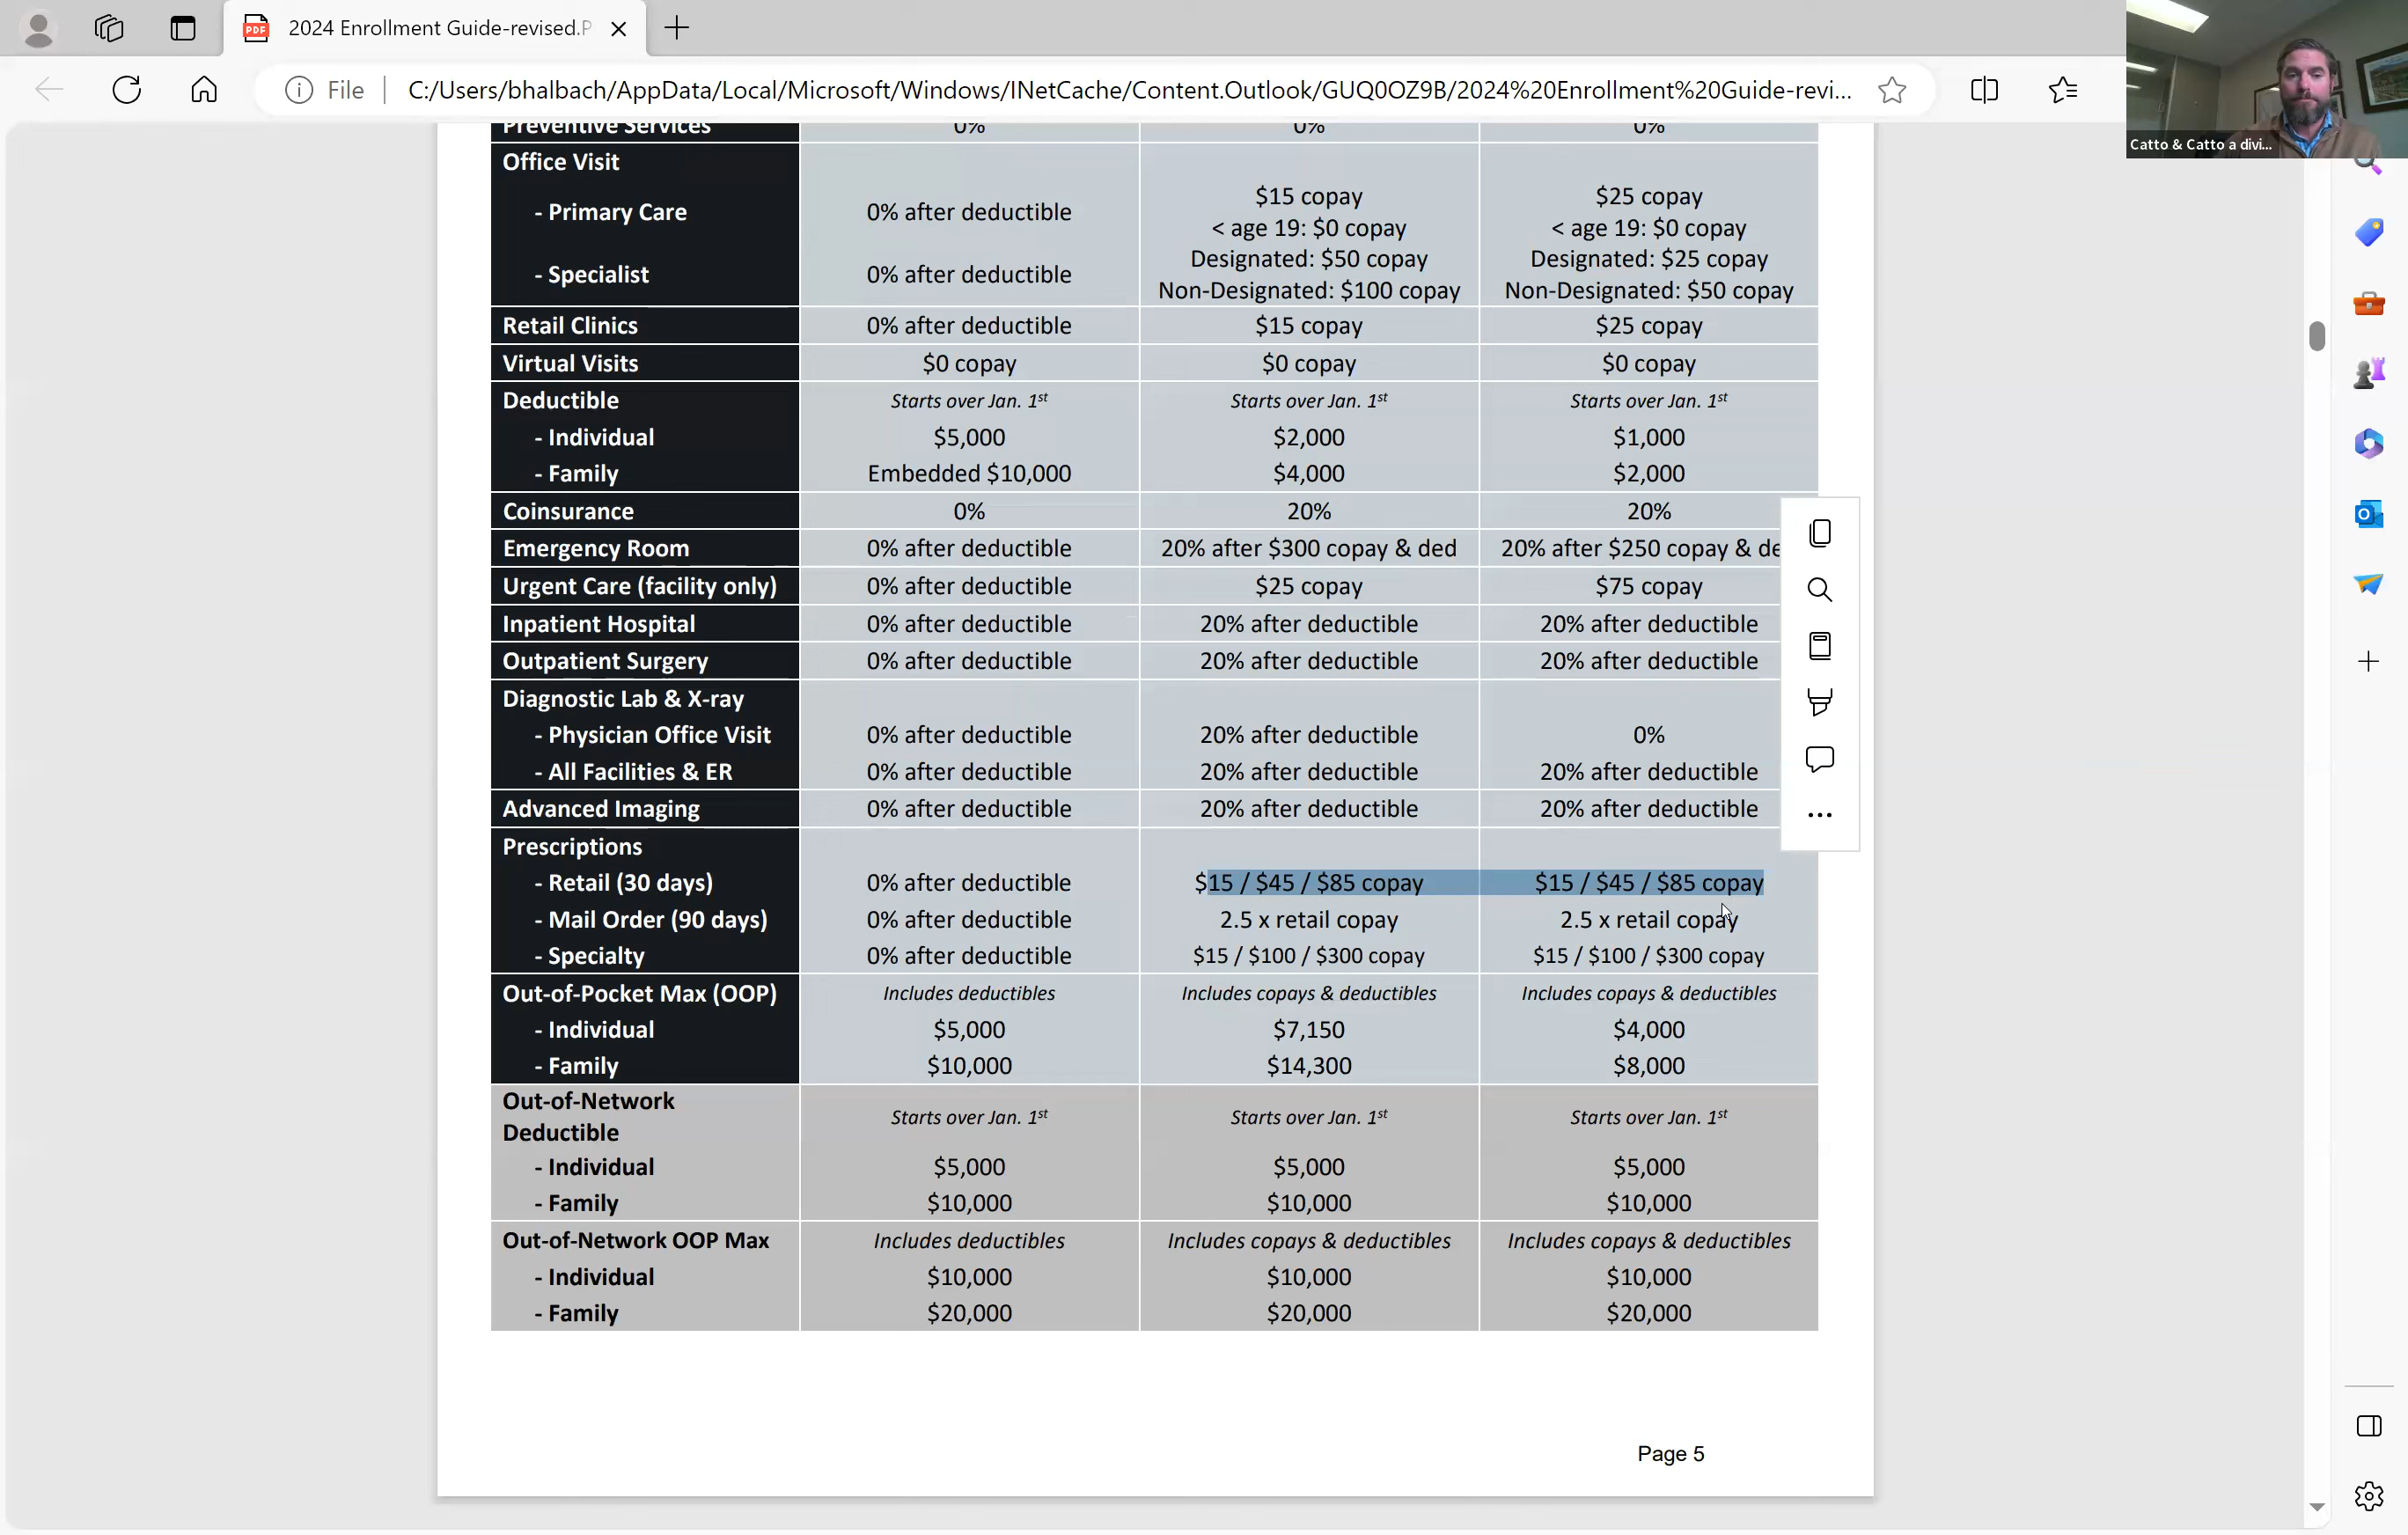 2024 Enrollment Guide-revised.P
File
C:/Users/bhalbach/AppData/Local/Microsoft/Windows/INetCache/Content.Outlook/GUQ0OZ9B/2024%20Enrollment%20Guide-revi...
Catto & Catto a divi...
Preventive Services 0% 0% 0%
Office Visit
- Primary Care 0% after deductible $15 copay $25 copay
< age 19: $0 copay < age 19: $0 copay
- Specialist 0% after deductible Designated: $50 copay Designated: $25 copay
Non-Designated: $100 copay Non-Designated: $50 copay
Retail Clinics 0% after deductible $15 copay $25 copay
Virtual Visits $0 copay $0 copay $0 copay
Deductible Starts over Jan. 1st Starts over Jan. 1st Starts over Jan. 1st
- Individual $5,000 $2,000 $1,000
- Family Embedded $10,000 $4,000 $2,000
Coinsurance 0% 20% 20%
Emergency Room 0% after deductible 20% after $300 copay & ded 20% after $250 copay & de
Urgent Care (facility only) 0% after deductible $25 copay $75 copay
Inpatient Hospital 0% after deductible 20% after deductible 20% after deductible
Outpatient Surgery 0% after deductible 20% after deductible 20% after deductible
Diagnostic Lab & X-ray
- Physician Office Visit 0% after deductible 20% after deductible 0%
- All Facilities & ER 0% after deductible 20% after deductible 20% after deductible
Advanced Imaging 0% after deductible 20% after deductible 20% after deductible
Prescriptions
- Retail (30 days) 0% after deductible $15 / $45 / $85 copay $15 / $45 / $85 copay
- Mail Order (90 days) 0% after deductible 2.5 x retail copay 2.5 x retail copay
- Specialty 0% after deductible $15 / $100 / $300 copay $15 / $100 / $300 copay
Out-of-Pocket Max (OOP) Includes deductibles Includes copays & deductibles Includes copays & deductibles
- Individual $5,000 $7,150 $4,000
- Family $10,000 $14,300 $8,000
Out-of-Network
Deductible Starts over Jan. 1st Starts over Jan. 1st Starts over Jan. 1st
- Individual $5,000 $5,000 $5,000
- Family $10,000 $10,000 $10,000
Out-of-Network OOP Max Includes deductibles Includes copays & deductibles Includes copays & deductibles
- Individual $10,000 $10,000 $10,000
- Family $20,000 $20,000 $20,000
Page 5